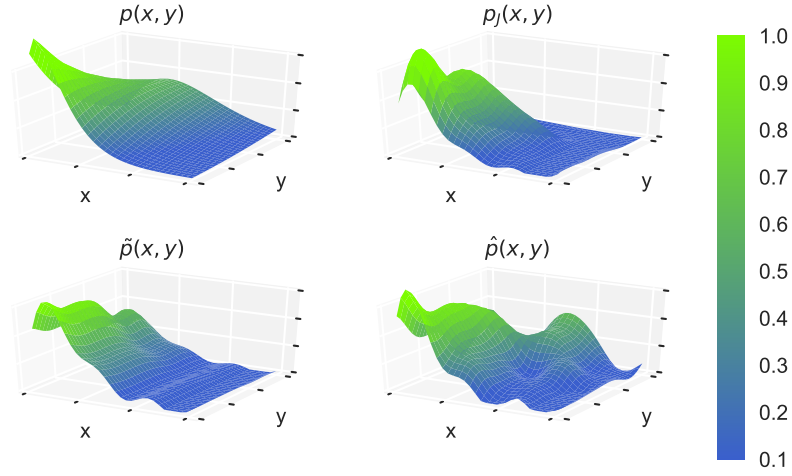 p(x, y)
p_J(x, y)
x
y
x
y
p̃(x, y)
p̂(x, y)
x
y
x
y
1.0
0.9
0.8
0.7
0.6
0.5
0.4
0.3
0.2
0.1